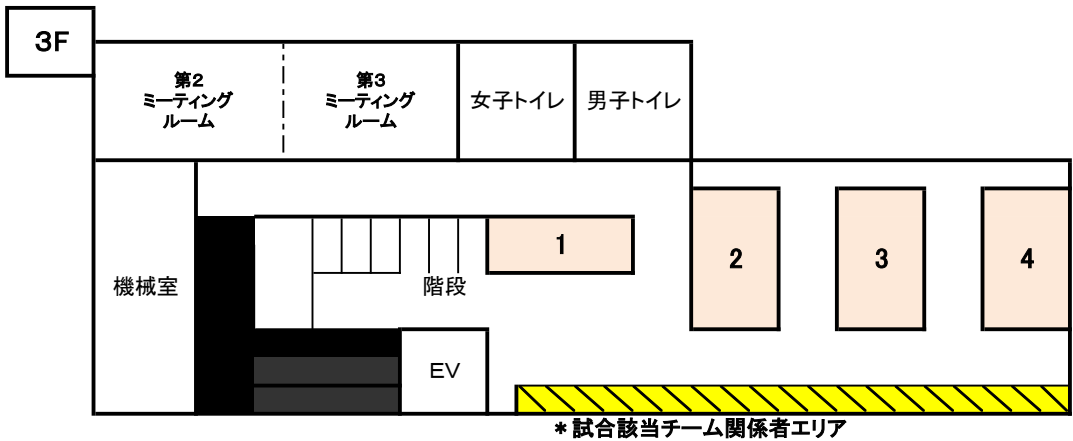 3F
第2
ミーティング
ルーム
第3
ミーティング
ルーム
女子トイレ
男子トイレ
機械室
階段
1
2
3
4
EV
*試合該当チーム関係者エリア